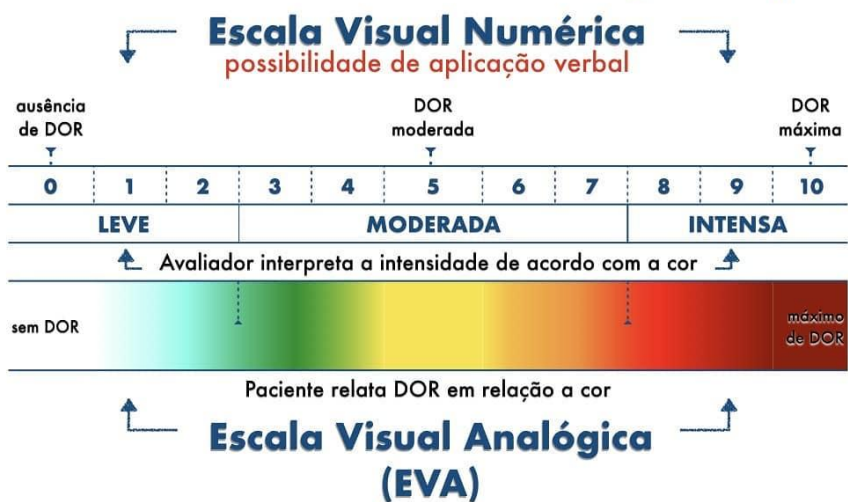 Escala Visual Numérica
possibilidade de aplicação verbal
ausência
de DOR
DOR
moderada
DOR
máxima
0 1 2 3 4 5 6 7 8 9 10
LEVE MODERADA INTENSA
Avaliador interpreta a intensidade de acordo com a cor
sem DOR
máximo
de DOR
Paciente relata DOR em relação a cor
Escala Visual Analógica
(EVA)